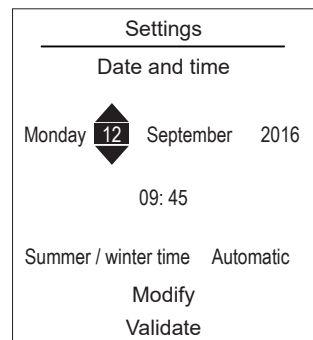 Settings
Date and time
Monday 12 September 2016
09: 45
Summer / winter time Automatic
Modify
Validate